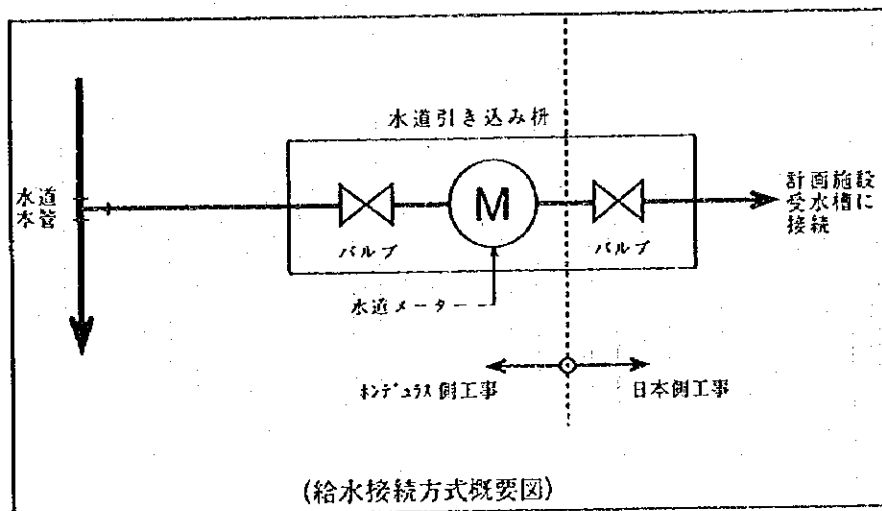 水道引き込み枡
水道
本管
M
計画施設
受水槽に
接続
バルブ
バルブ
水道メーター
ホンデュラス側工事
日本側工事
(給水接続方式概要図)